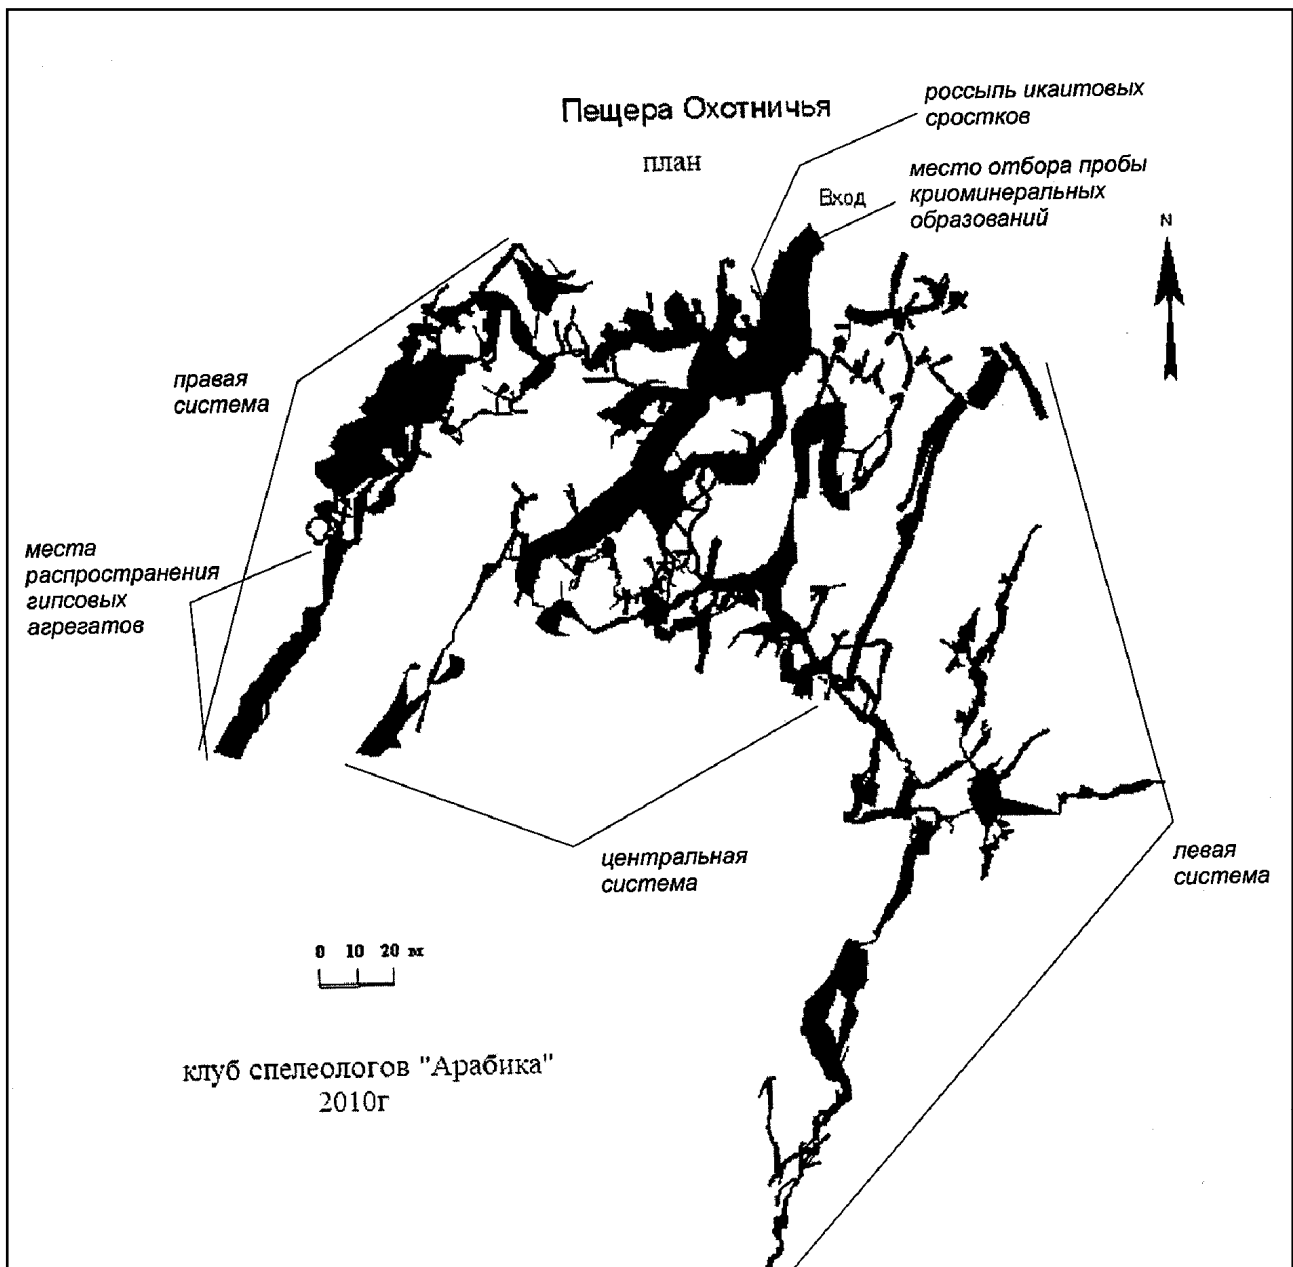 Пещера Охотничья
план
россыпь икаитовых
сростков
Вход
место отбора пробы
криоминеральных
образований
N
правая
система
места
распространения
гипсовых
агрегатов
центральная
система
левая
система
0 10 20 м
клуб спелеологов "Арабика"
2010г